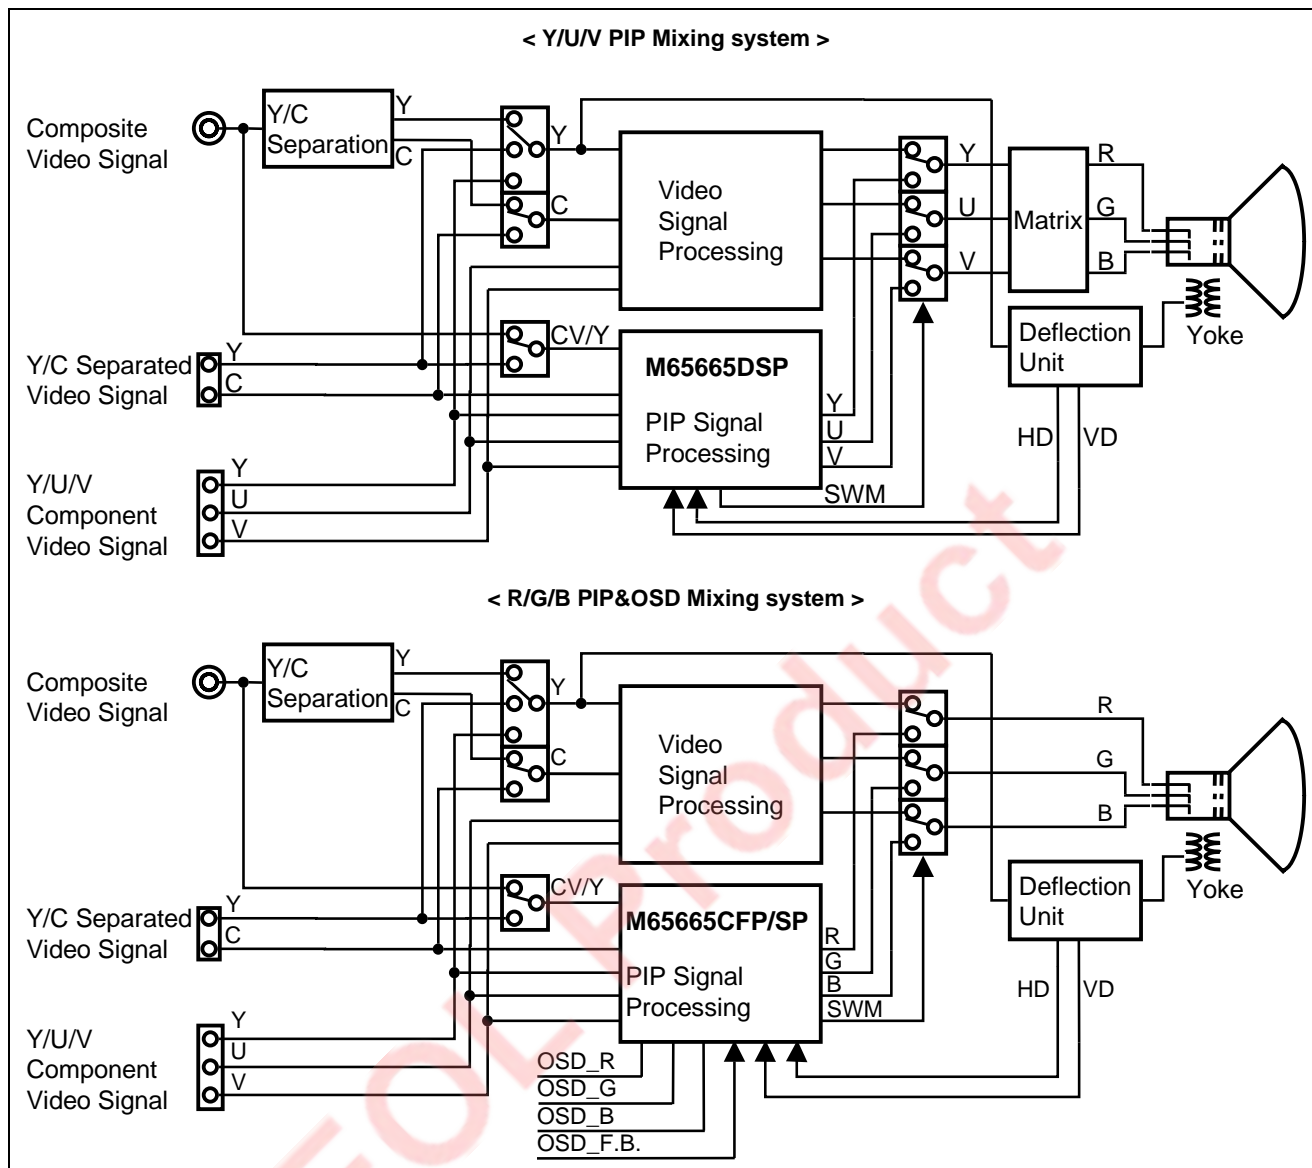 < Y/U/V PIP Mixing system >
Composite
Video Signal
Y/C
Separation
Y
C
Y
C
Video
Signal
Processing
Y
U
V
Matrix
R
G
B
Yoke
Deflection
Unit
HD
VD
Y/C Separated
Video Signal
Y
C
CV/Y
M65665DSP
PIP Signal
Processing
Y
U
V
SWM
Y/U/V
Component
Video Signal
Y
U
V
< R/G/B PIP&OSD Mixing system >
Composite
Video Signal
Y/C
Separation
Y
C
Y
C
Video
Signal
Processing
R
G
B
Yoke
Deflection
Unit
HD
VD
Y/C Separated
Video Signal
Y
C
CV/Y
M65665CFP/SP
PIP Signal
Processing
R
G
B
SWM
Y/U/V
Component
Video Signal
Y
U
V
OSD_R
OSD_G
OSD_B
OSD_F.B.
EOL Product